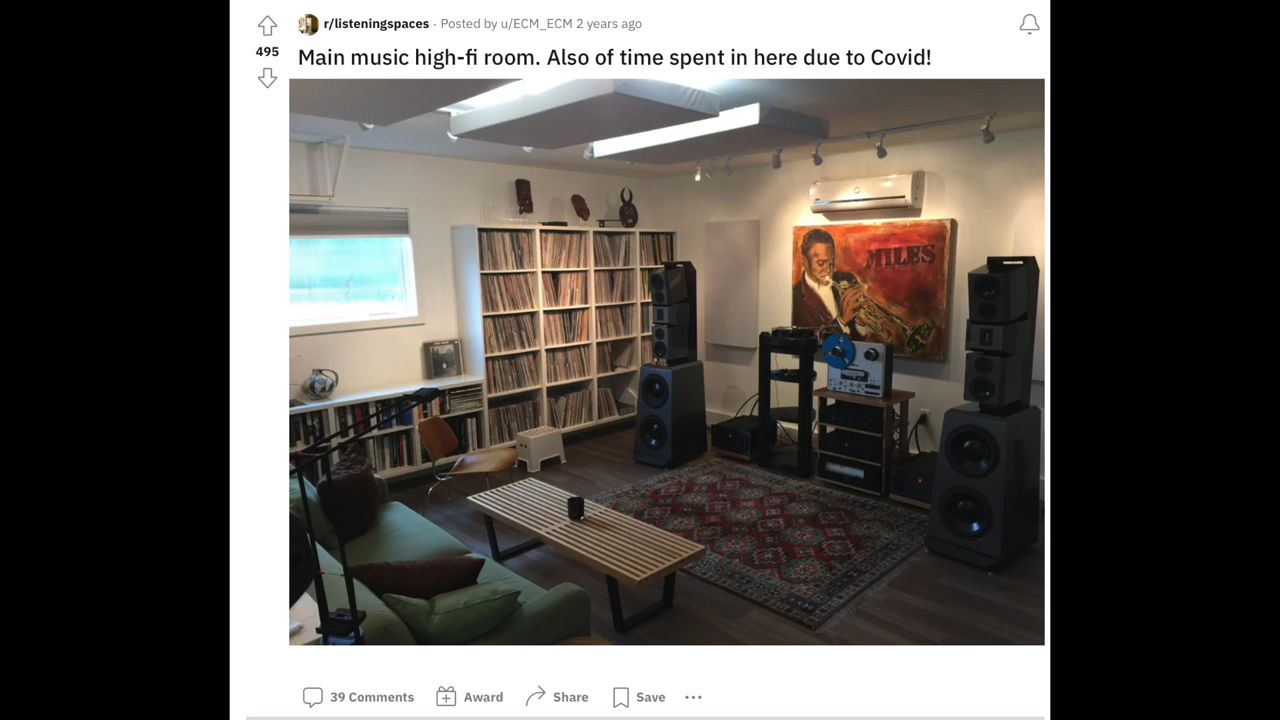 r/listeningspaces · Posted by u/ECM_ECM 2 years ago
495
Main music high-fi room. Also of time spent in here due to Covid!
MILES
39 Comments Award Share Save ...